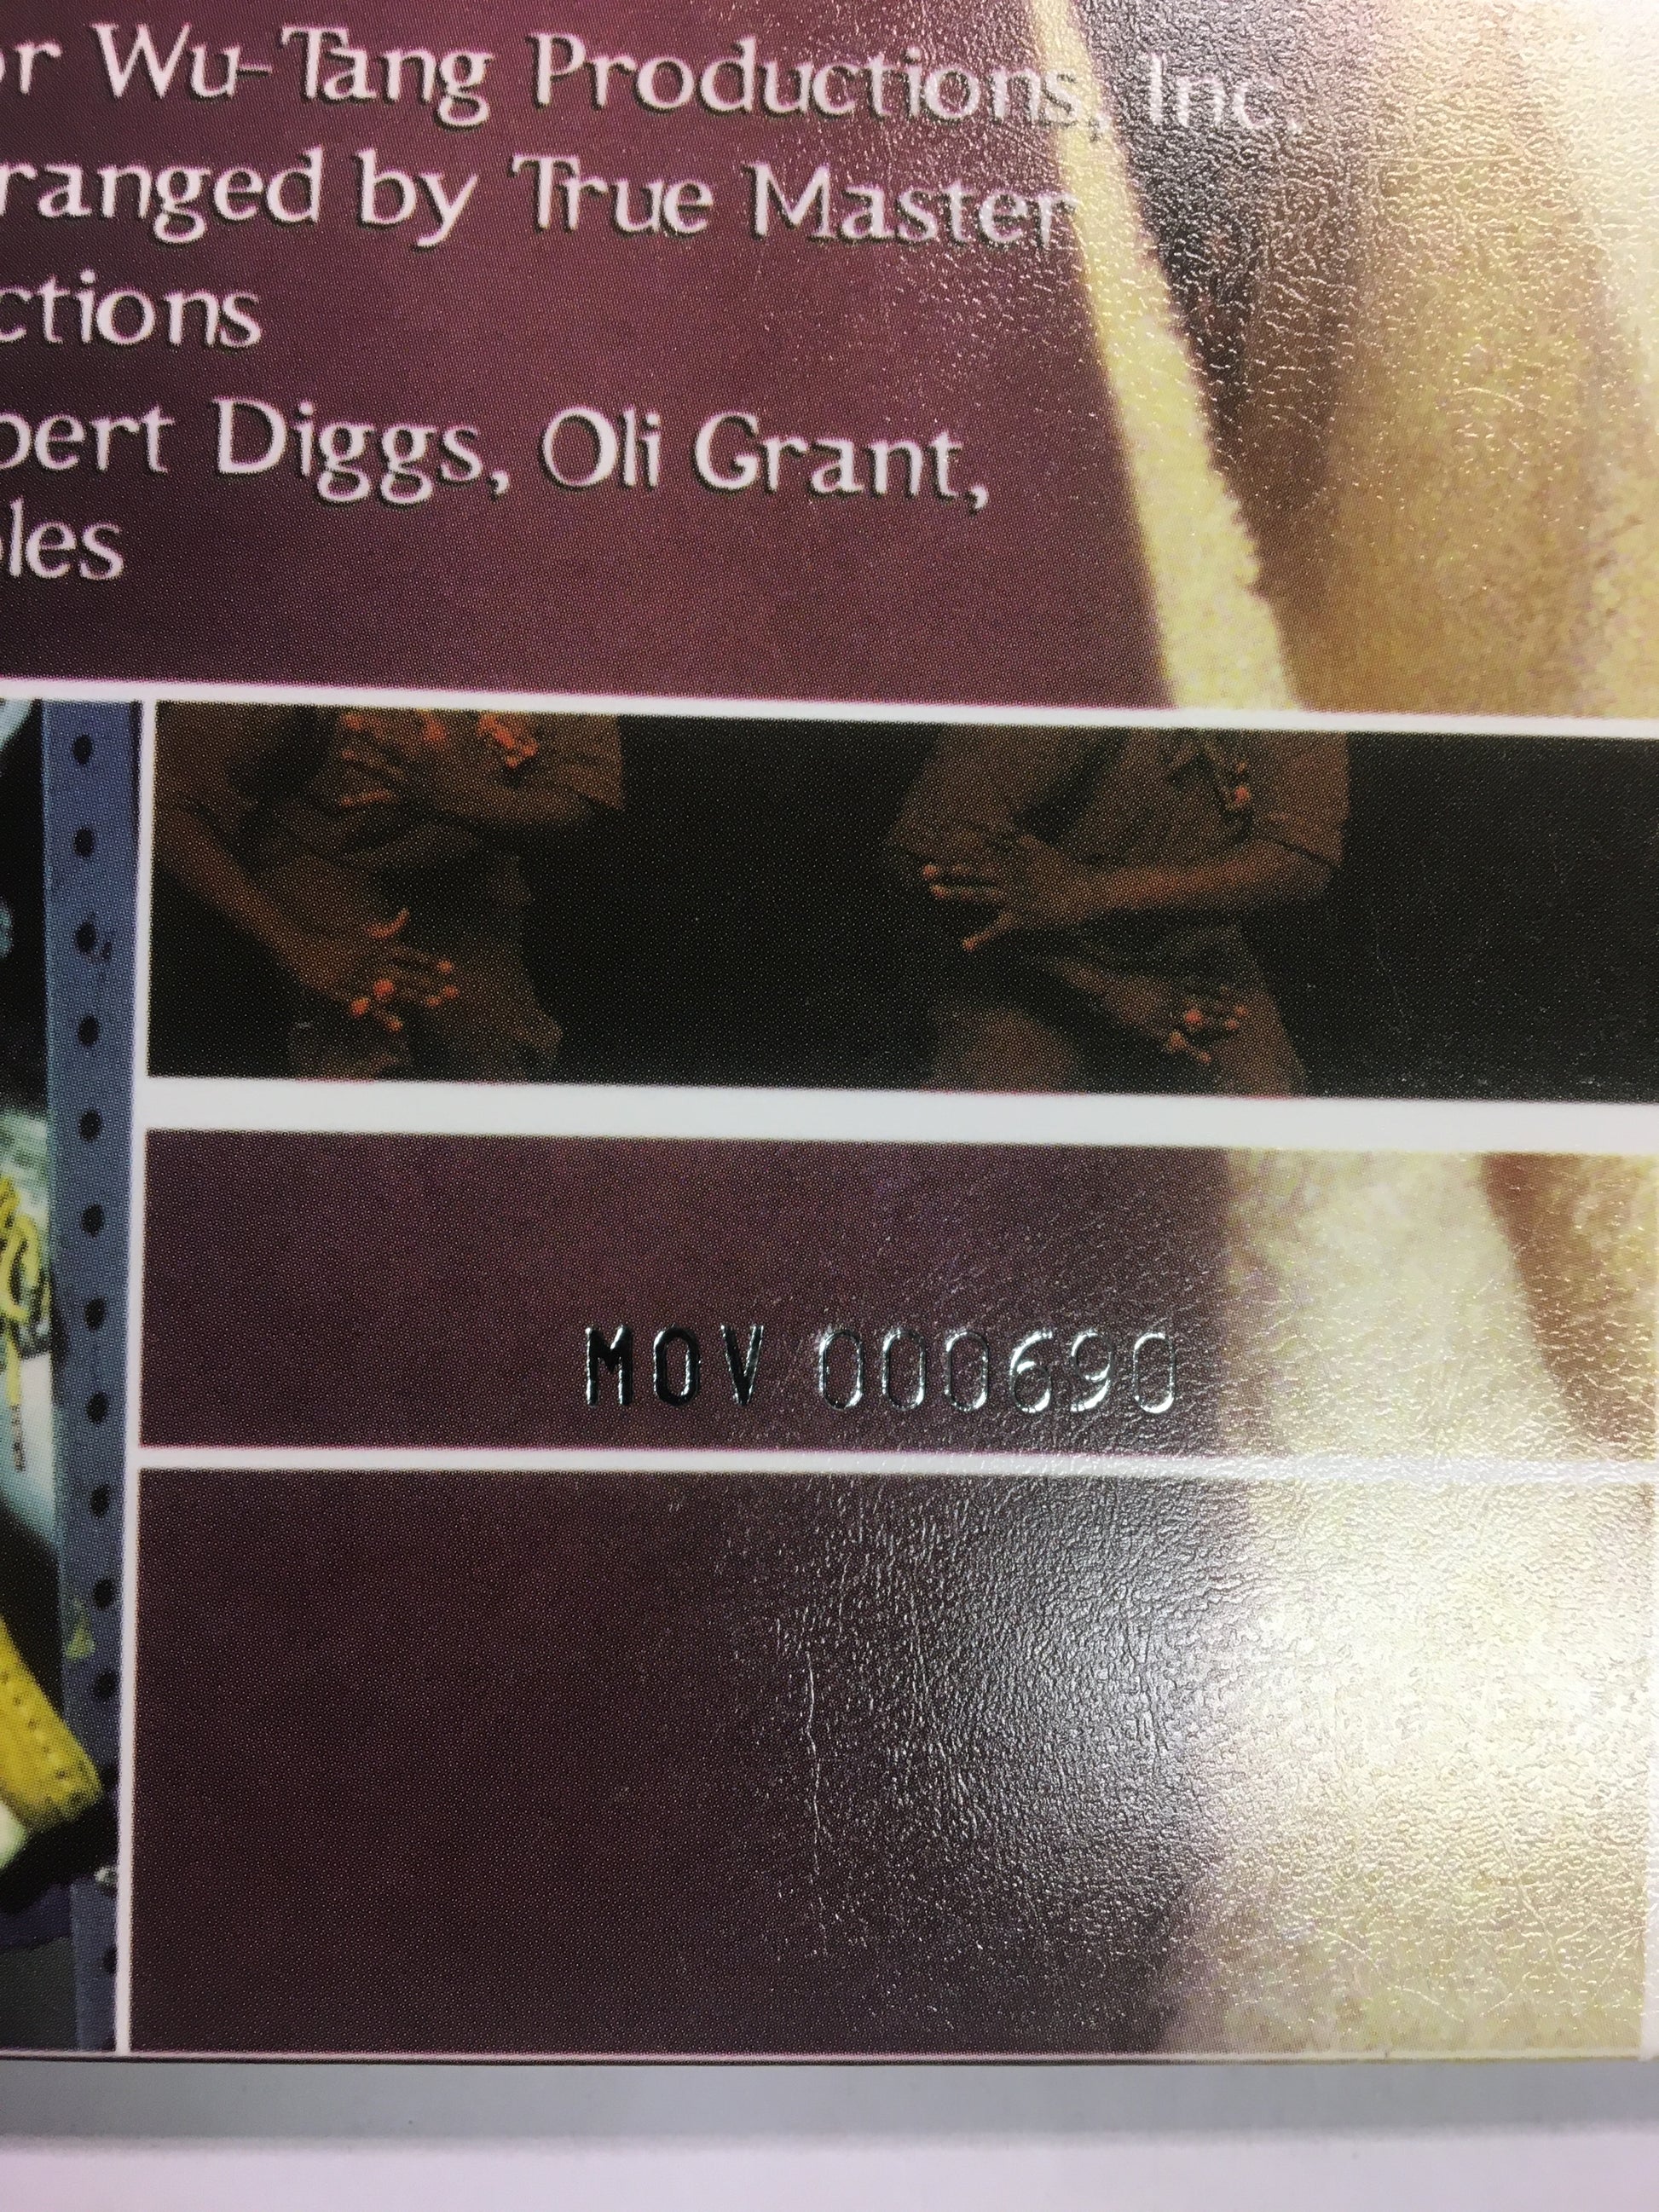 or Wu-Tang Productions, Inc.
ranged by True Master
ctions
bert Diggs, Oli Grant,
les
MOV 000690